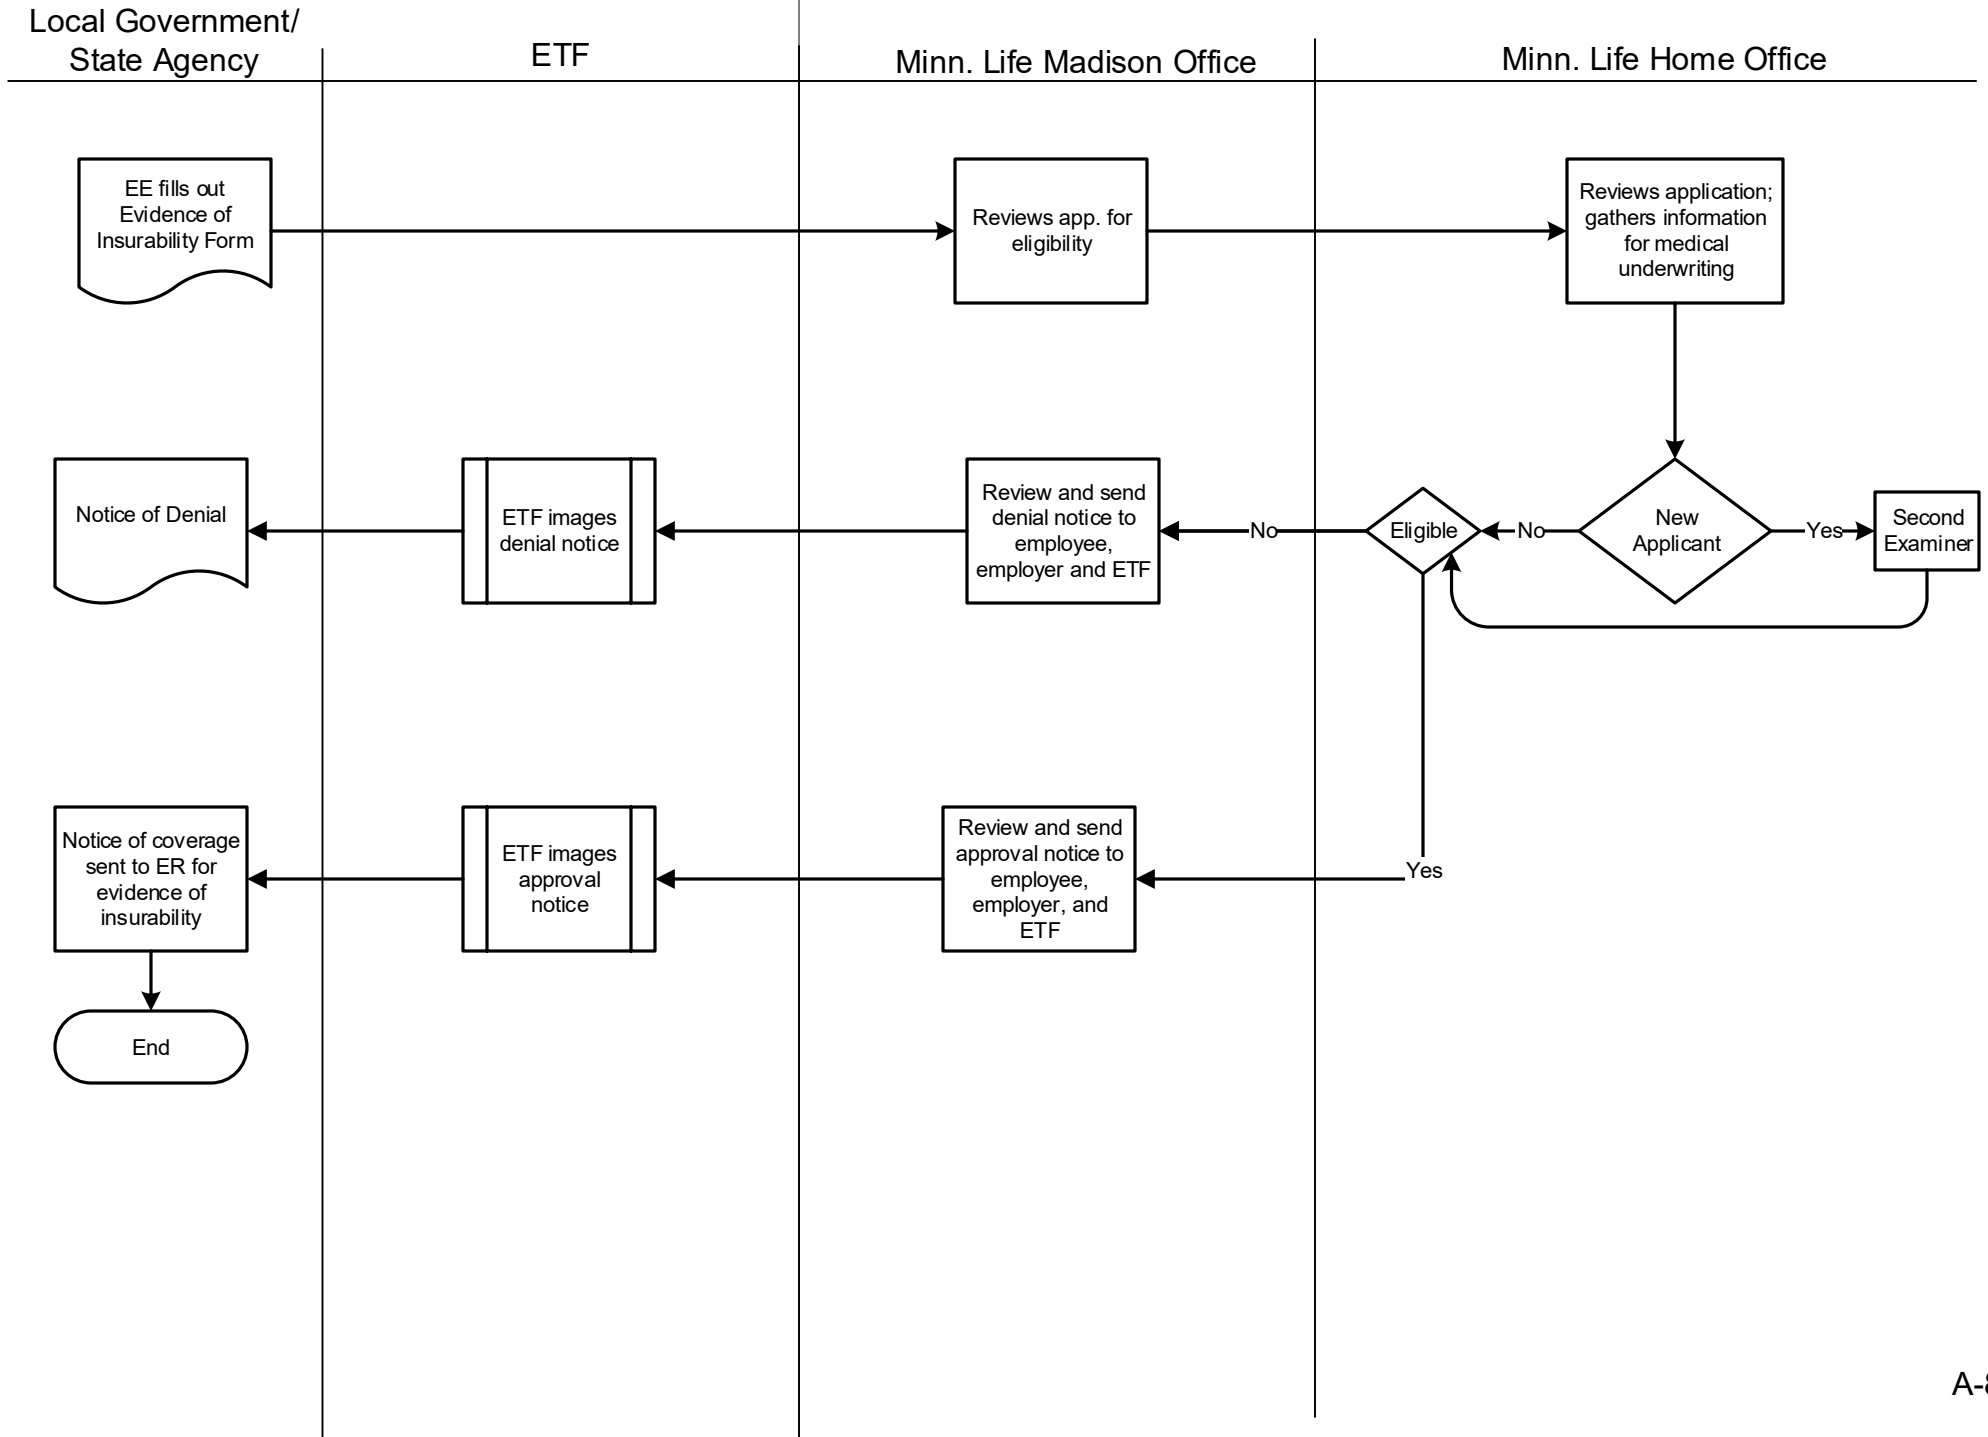 Local Government/
State Agency
ETF
Minn. Life Madison Office
Minn. Life Home Office
EE fills out
Evidence of
Insurability Form
Reviews app. for
eligibility
Reviews application;
gathers information
for medical
underwriting
Notice of Denial
ETF images
denial notice
Review and send
denial notice to
employee,
employer and ETF
No
Eligible
No
New
Applicant
Yes
Second
Examiner
Notice of coverage
sent to ER for
evidence of
insurability
ETF images
approval
notice
Review and send
approval notice to
employee,
employer, and
ETF
Yes
End
A-8